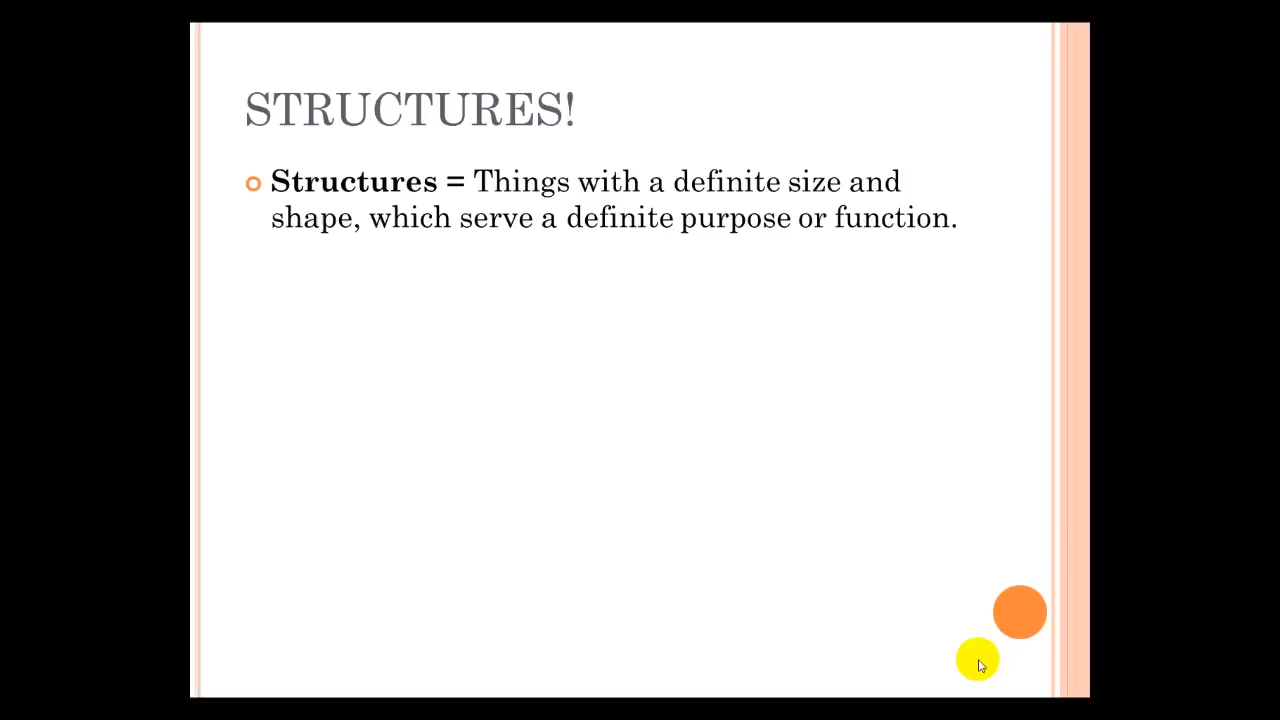 STRUCTURES!
Structures = Things with a definite size and
shape, which serve a definite purpose or function.